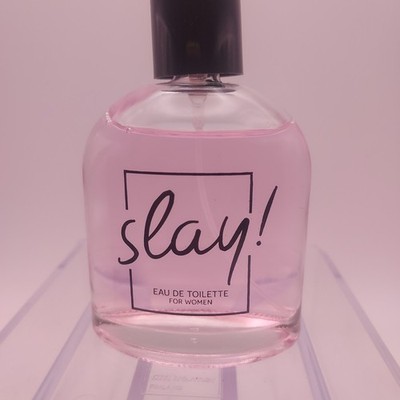 slay!
EAU DE TOILETTE
FOR WOMEN